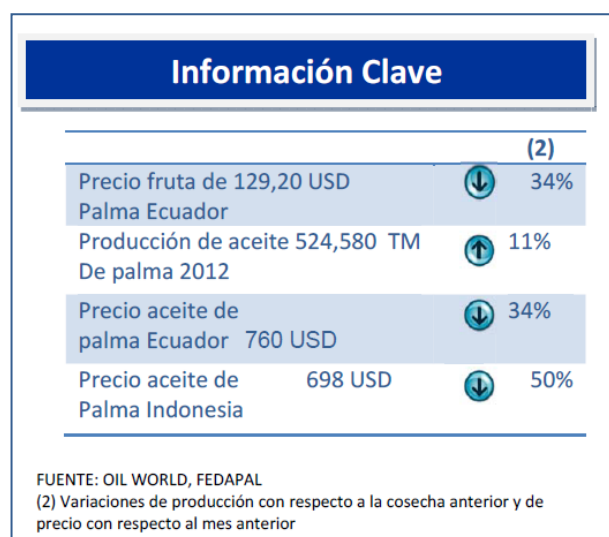 Información Clave
(2)
Precio fruta de 129,20 USD 34%
Palma Ecuador
Producción de aceite 524,580 TM 11%
De palma 2012
Precio aceite de 34%
palma Ecuador 760 USD
Precio aceite de 698 USD 50%
Palma Indonesia
FUENTE: OIL WORLD, FEDAPAL
(2) Variaciones de producción con respecto a la cosecha anterior y de
precio con respecto al mes anterior